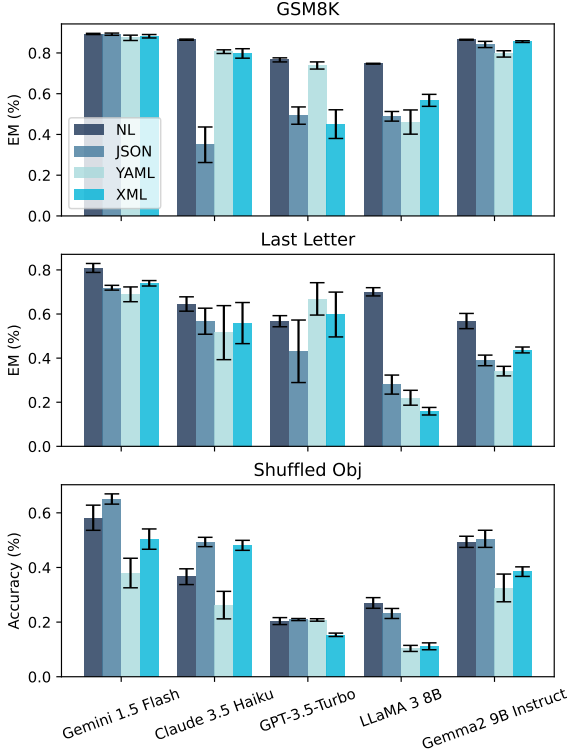 GSM8K
EM (%)
0.8
0.6
0.4
0.2
0.0
NL
JSON
YAML
XML
Last Letter
EM (%)
0.8
0.6
0.4
0.2
0.0
Shuffled Obj
Accuracy (%)
0.6
0.4
0.2
0.0
Gemini 1.5 Flash
Claude 3.5 Haiku
GPT-3.5-Turbo
LLaMA 3 8B
Gemma2 9B Instruct